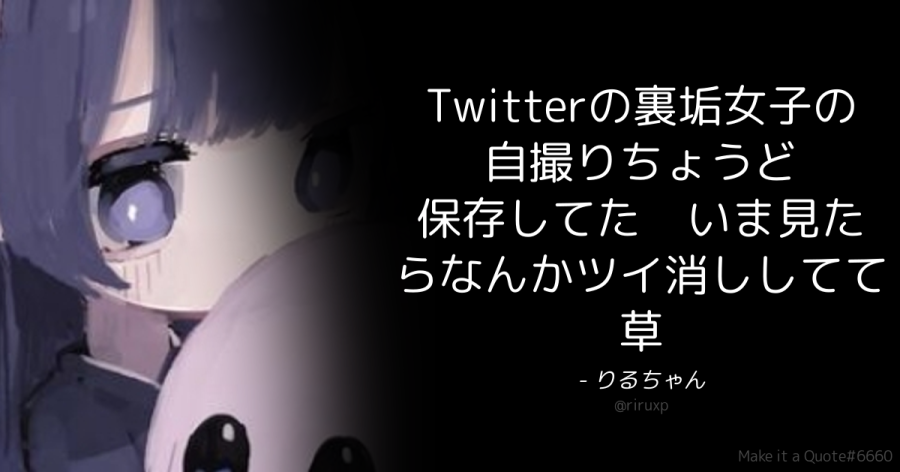 Twitterの裏垢女子の
自撮りちょうど
保存してた　いま見た
らなんかツイ消ししてて
草
- りるちゃん
@riruxp
Make it a Quote#6660